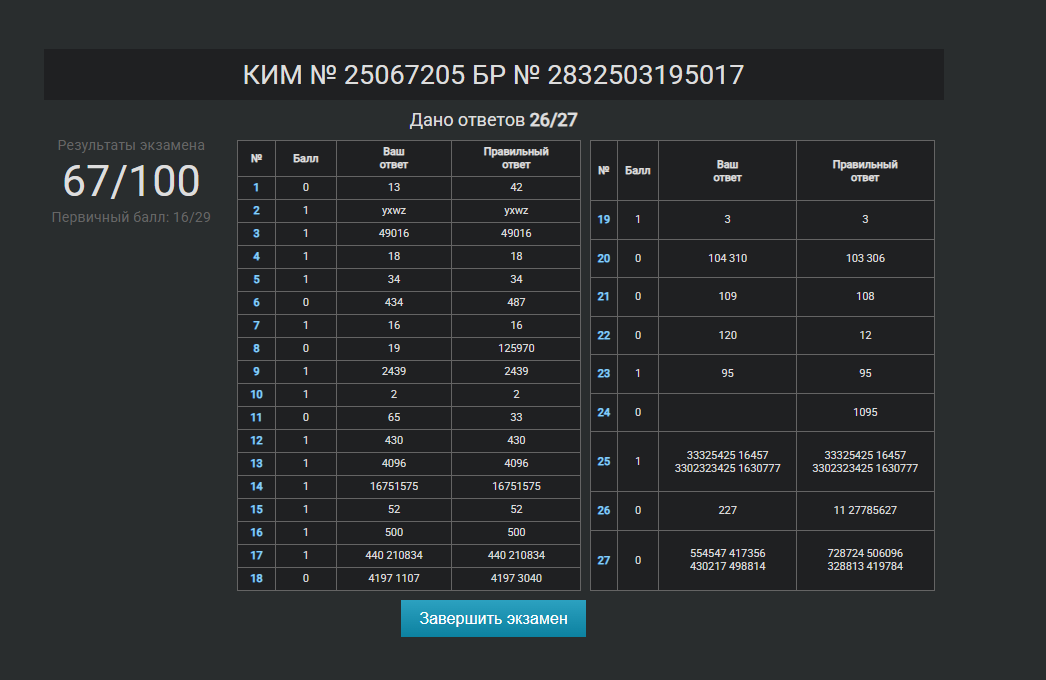 КИМ № 25067205 БР № 2832503195017
Дано ответов 26/27
Результаты экзамена
67/100
Первичный балл: 16/29
№ Балл Ваш ответ Правильный ответ
1 0 13 42
2 1 yxwz yxwz
3 1 49016 49016
4 1 18 18
5 1 34 34
6 0 434 487
7 1 16 16
8 0 19 125970
9 1 2439 2439
10 1 2 2
11 0 65 33
12 1 430 430
13 1 4096 4096
14 1 16751575 16751575
15 1 52 52
16 1 500 500
17 1 440 210834 440 210834
18 0 4197 1107 4197 3040
№ Балл Ваш ответ Правильный ответ
19 1 3 3
20 0 104 310 103 306
21 0 109 108
22 0 120 12
23 1 95 95
24 0 1095
25 1 33325425 16457 33325425 16457
3302323425 1630777 3302323425 1630777
26 0 227 11 27785627
27 0 554547 417356 728724 506096
430217 498814 328813 419784
Завершить экзамен